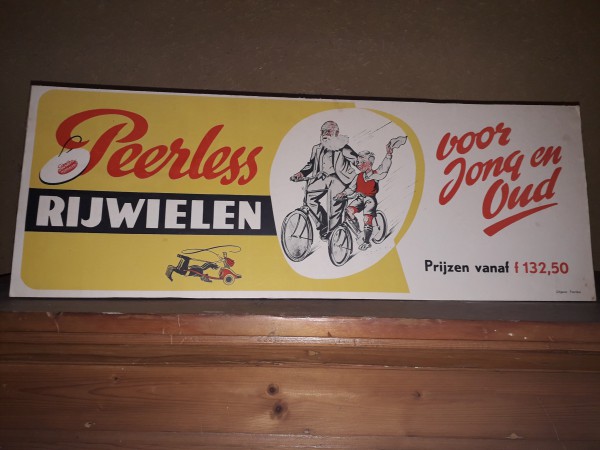 Peerless
RIJWIELEN
voor
Jong en
Oud
Prijzen vanaf f 132,50